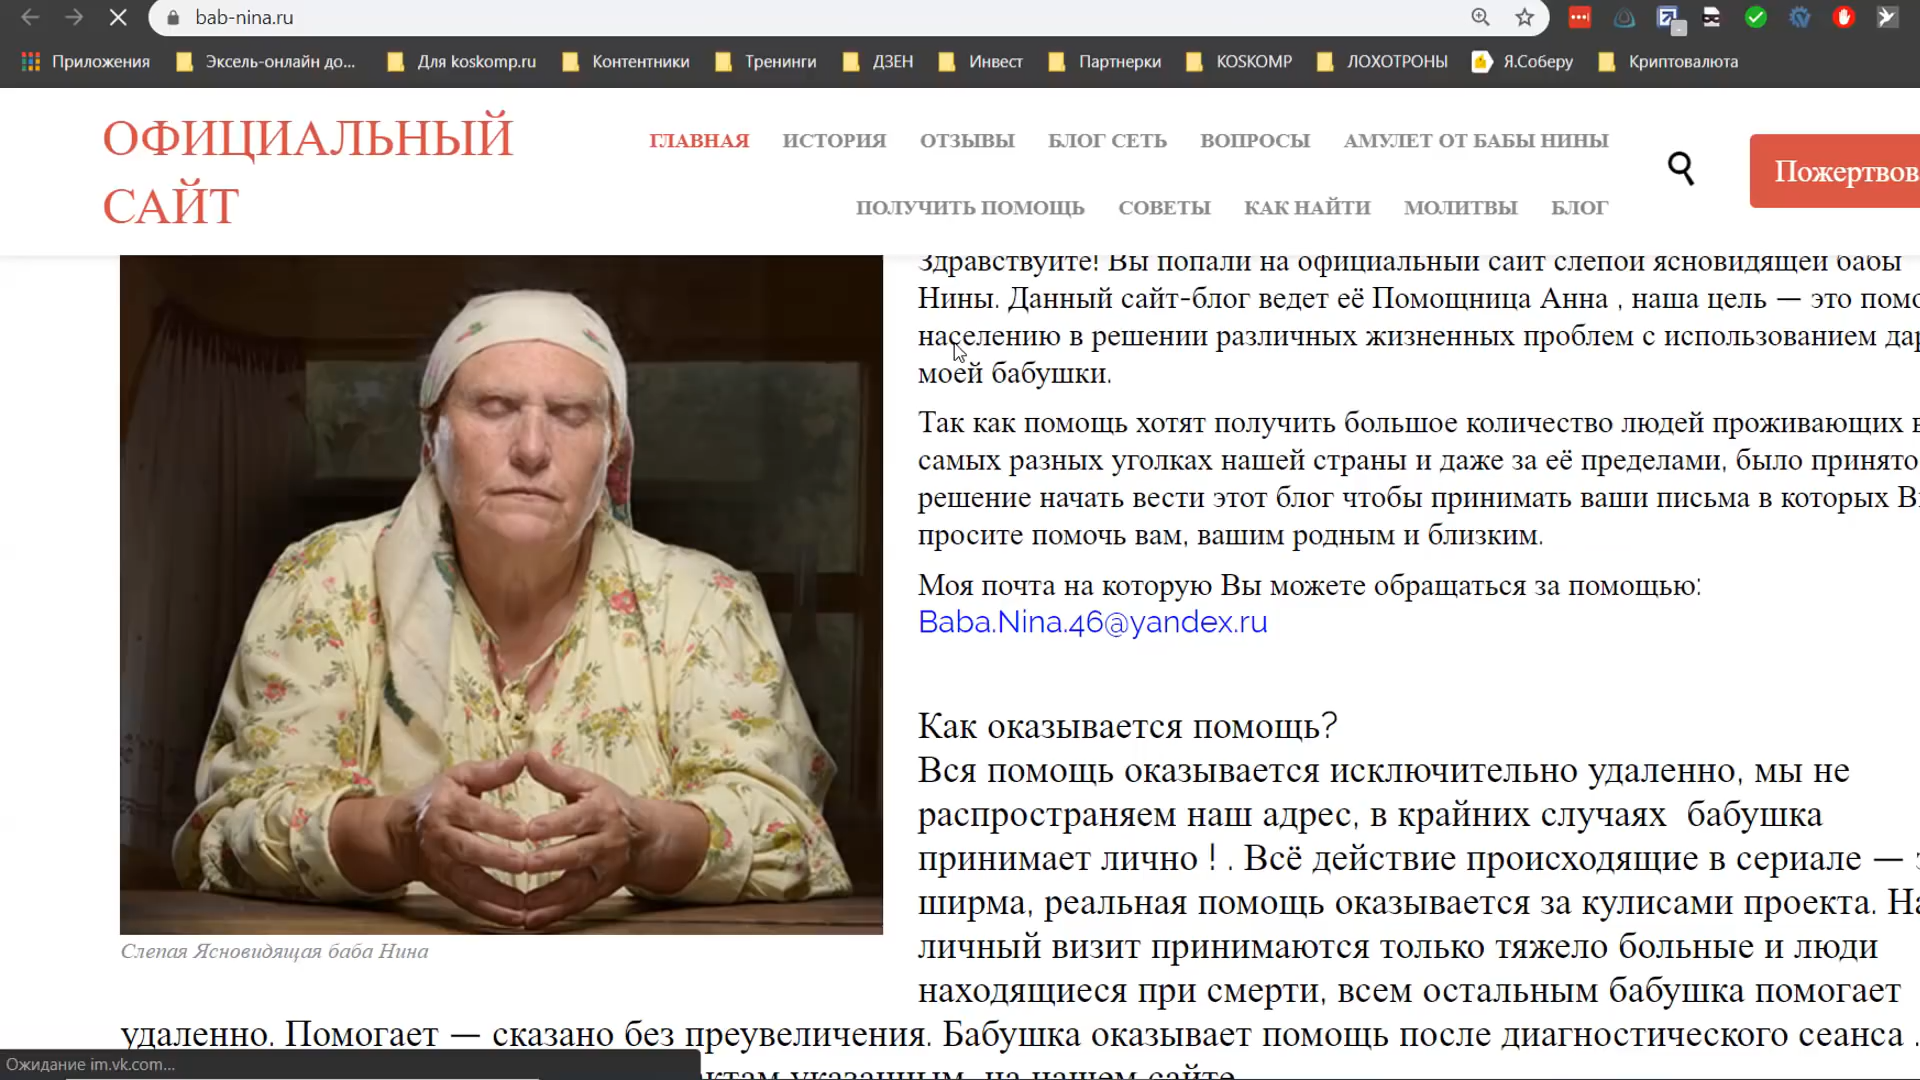 bab-nina.ru
Приложения Эксель-онлайн до... Для koskomp.ru Контентники Тренинги ДЗЕН Инвест Партнерки KOSKOMP ЛОХОТРОНЫ Я.Соберу Криптовалюта
ОФИЦИАЛЬНЫЙ
САЙТ
ГЛАВНАЯ ИСТОРИЯ ОТЗЫВЫ БЛОГ СЕТЬ ВОПРОСЫ АМУЛЕТ ОТ БАБЫ НИНЫ
ПОЛУЧИТЬ ПОМОЩЬ СОВЕТЫ КАК НАЙТИ МОЛИТВЫ БЛОГ
Пожертвов
Здравствуйте! Вы попали на официальный сайт слепой ясновидящей бабы
Нины. Данный сайт-блог ведет её Помощница Анна , наша цель — это помо
населению в решении различных жизненных проблем с использованием дар
моей бабушки.
Так как помощь хотят получить большое количество людей проживающих в
самых разных уголках нашей страны и даже за её пределами, было принято
решение начать вести этот блог чтобы принимать ваши письма в которых В
просите помочь вам, вашим родным и близким.
Моя почта на которую Вы можете обращаться за помощью:
Baba.Nina.46@yandex.ru
Как оказывается помощь?
Вся помощь оказывается исключительно удаленно, мы не
распространяем наш адрес, в крайних случаях бабушка
принимает лично ! . Всё действие происходящие в сериале —
ширма, реальная помощь оказывается за кулисами проекта. На
личный визит принимаются только тяжело больные и люди
находящиеся при смерти, всем остальным бабушка помогает
Слепая Ясновидящая баба Нина
удаленно. Помогает — сказано без преувеличения. Бабушка оказывает помощь после диагностического сеанса .
ктам указанным на нашем сайте
Ожидание im.vk.com...